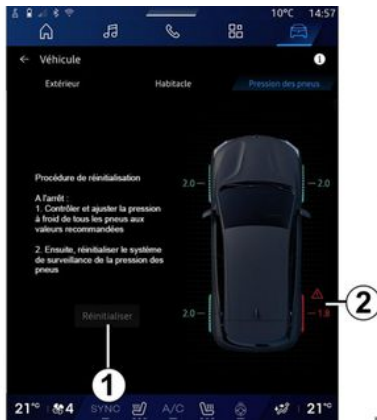 10°C 14:57
Véhicule
Extérieur Habitacle Pression des pneus
Procédure de réinitialisation
A l'arrêt :
1. Contrôler et ajuster la pression
à froid de tous les pneus aux
valeurs recommandées
2. Ensuite, réinitialiser le système
de surveillance de la pression des
pneus
Réinitialiser
2.0 2.0
2.0 1.8
1
2
21°C 4 SYNC A/C 21°C